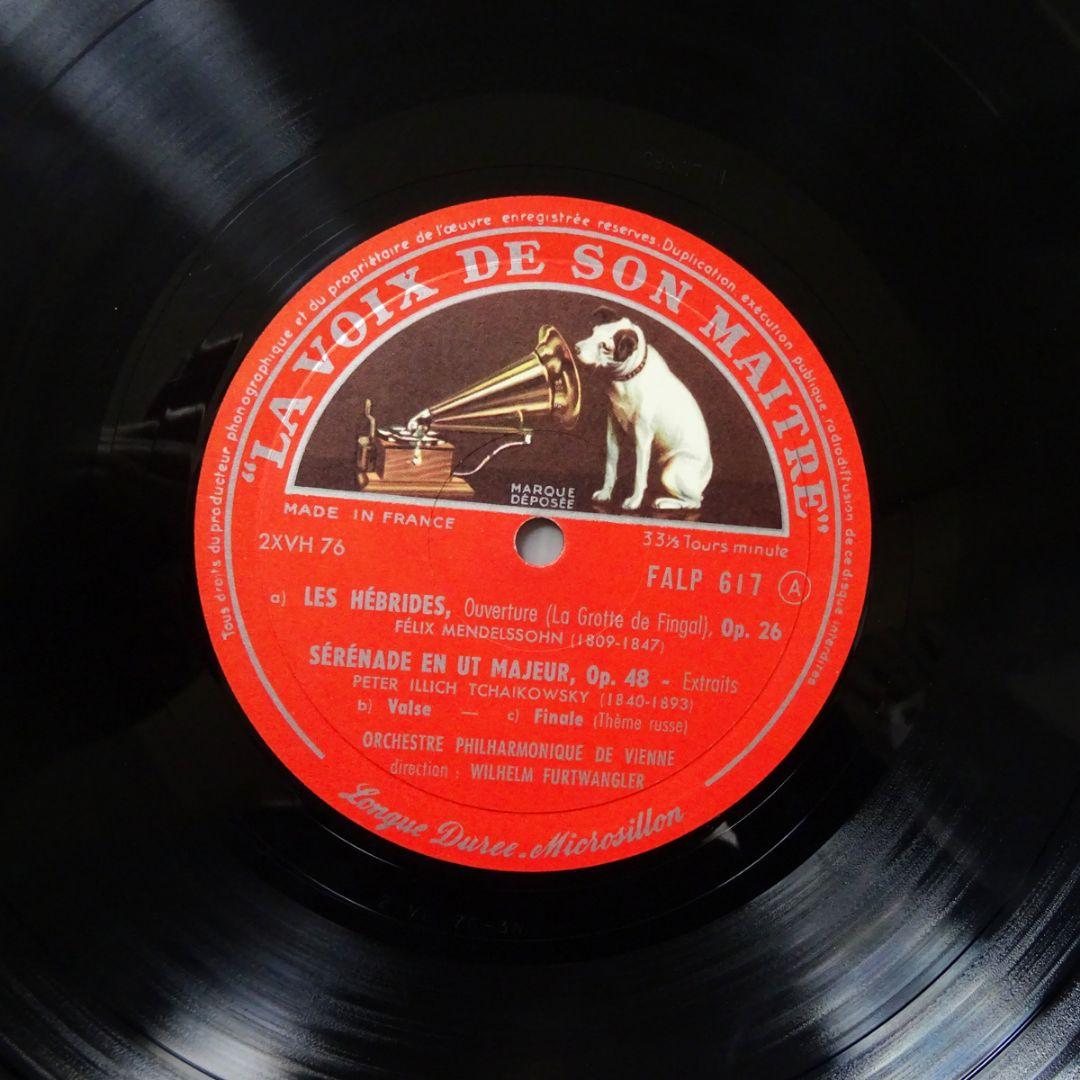 Tous droits du producteur phonographique et du propriétaire de l'œuvre enregistrée reserves. Duplication exécution publique radiodiffusion de ce disque interdites
"LA VOIX DE SON MAITRE"
MARQUE
DÉPOSÉE
MADE IN FRANCE
33⅓ Tours minute
2XVH 76
FALP 617 A
a) LES HÉBRIDES, Ouverture (La Grotte de Fingal), Op. 26
FÉLIX MENDELSSOHN (1809-1847)
SÉRÉNADE EN UT MAJEUR, Op. 48 - Extraits
PETER ILLICH TCHAIKOWSKY (1840-1893)
b) Valse — c) Finale (Thème russe)
ORCHESTRE PHILHARMONIQUE DE VIENNE
direction : WILHELM FURTWANGLER
Longue Duree-Microsillon